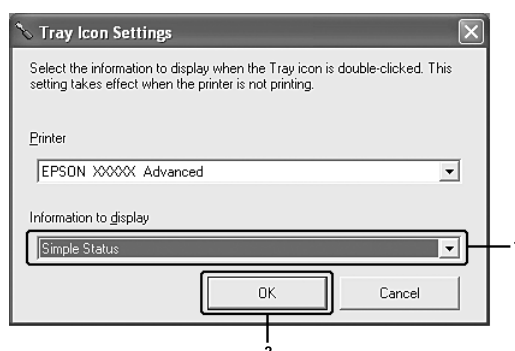 Tray Icon Settings
Select the information to display when the Tray icon is double-clicked. This
setting takes effect when the printer is not printing.
Printer
EPSON XXXXX Advanced
Information to display
Simple Status
OK
Cancel